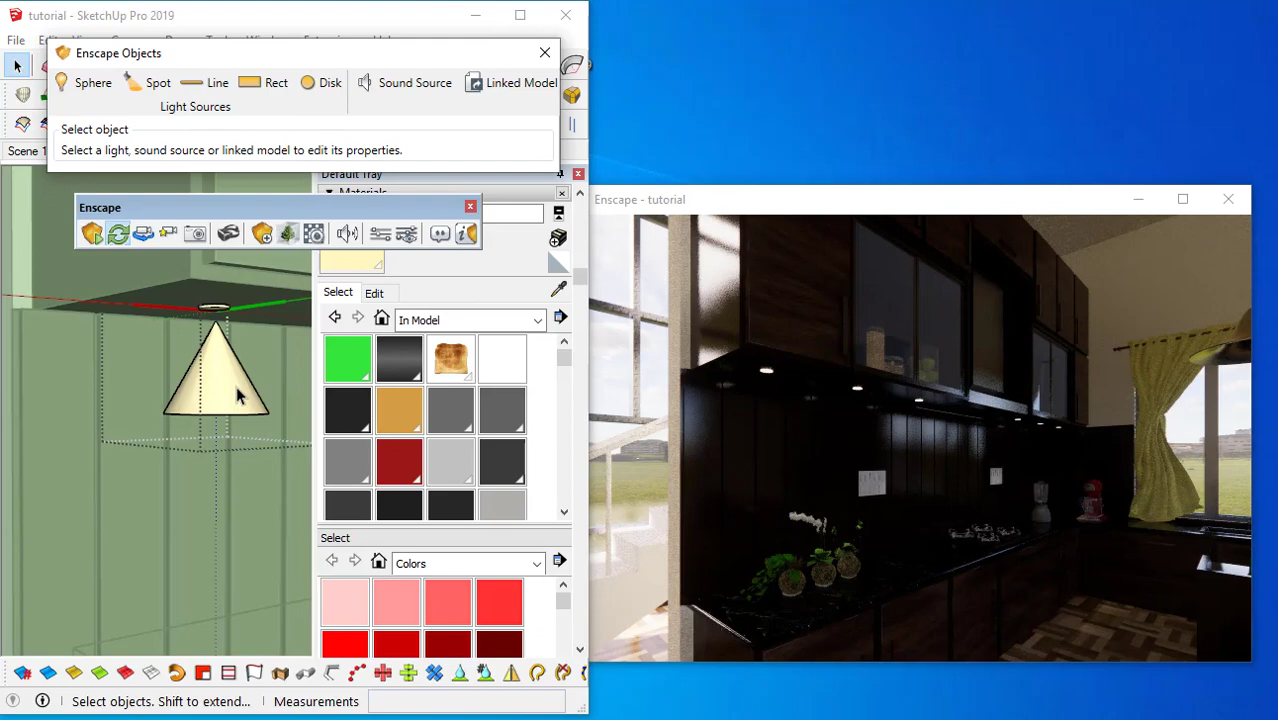 tutorial - SketchUp Pro 2019
File
Enscape Objects
Sphere Spot Line Rect Disk Sound Source Linked Model
Light Sources
Select object
Select a light, sound source or linked model to edit its properties.
Scene 1
Default Tray
Materials
Enscape
Select Edit
In Model
Select
Colors
Select objects. Shift to extend... Measurements
Enscape - tutorial